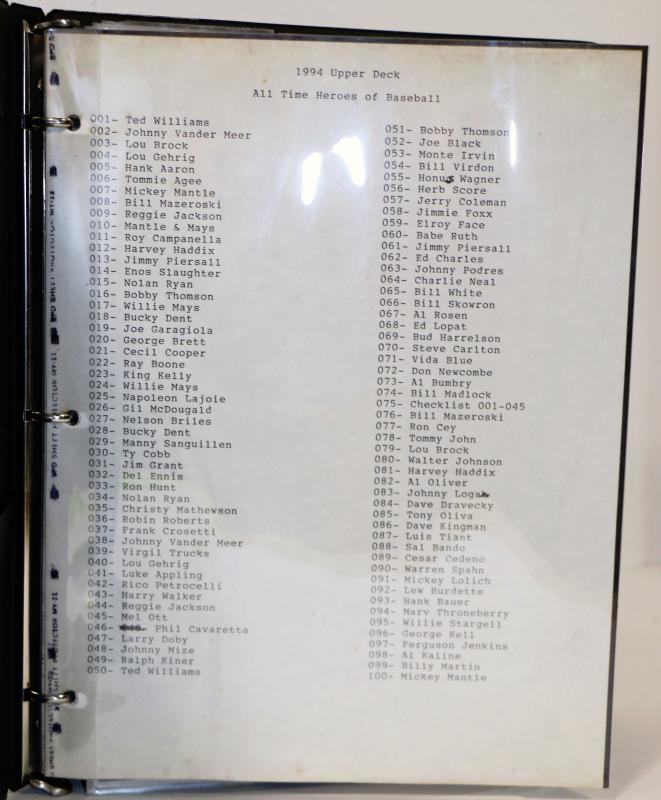 1994 Upper Deck
All Time Heroes of Baseball
001- Ted Williams
002- Johnny Vander Meer
003- Lou Brock
004- Lou Gehrig
005- Hank Aaron
006- Tommie Agee
007- Mickey Mantle
008- Bill Mazeroski
009- Reggie Jackson
010- Mantle & Mays
011- Roy Campanella
012- Harvey Haddix
013- Jimmy Piersall
014- Enos Slaughter
.015- Nolan Ryan
016- Bobby Thomson
017- Willie Mays
018- Bucky Dent
019- Joe Garagiola
020- George Brett
021- Cecil Cooper
022- Ray Boone
023- King Kelly
024- Willie Mays
025- Napoleon Lajoie
026- Gil McDougald
027- Nelson Briles
028- Bucky Dent
029- Manny Sanguillen
030- Ty Cobb
031- Jim Grant
032- Del Ennis
033- Ron Hunt
034- Nolan Ryan
035- Christy Mathewson
036- Robin Roberts
037- Frank Crosetti
038- Johnny Vander Meer
039- Virgil Trucks
040- Lou Gehrig
041- Luke Appling
042- Rico Petrocelli
043- Harry Walker
044- Reggie Jackson
045- Mel Ott
046- Phil Cavaretta
047- Larry Doby
048- Johnny Mize
049- Ralph Kiner
050- Ted Williams
051- Bobby Thomson
052- Joe Black
053- Monte Irvin
054- Bill Virdon
055- Honus Wagner
056- Herb Score
057- Jerry Coleman
058- Jimmie Foxx
059- Elroy Face
060- Babe Ruth
061- Jimmy Piersall
062- Ed Charles
063- Johnny Podres
064- Charlie Neal
065- Bill White
066- Bill Skowron
067- Al Rosen
068- Ed Lopat
069- Bud Harrelson
070- Steve Carlton
071- Vida Blue
072- Don Newcombe
073- Al Bumbry
074- Bill Madlock
075- Checklist 001-045
076- Bill Mazeroski
077- Ron Cey
078- Tommy John
079- Lou Brock
080- Walter Johnson
081- Harvey Haddix
082- Al Oliver
083- Johnny Logan
084- Dave Dravecky
085- Tony Oliva
086- Dave Kingman
087- Luis Tiant
088- Sal Bando
089- Cesar Cedeno
090- Warren Spahn
091- Mickey Lolich
092- Lew Burdette
093- Hank Bauer
094- Marv Throneberry
095- Willie Stargell
096- George Kell
097- Ferguson Jenkins
098- Al Kaline
099- Billy Martin
100- Mickey Mantle